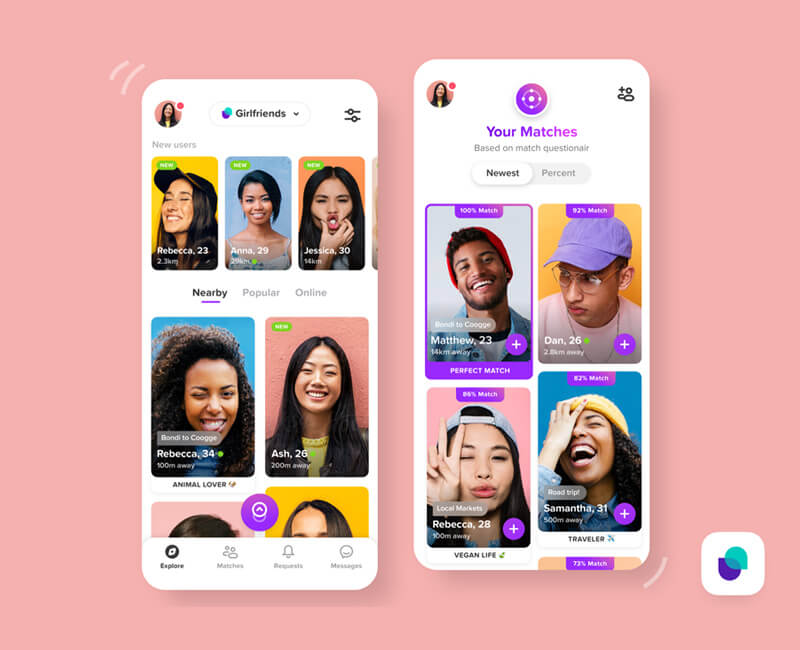 Girlfriends
New users
NEW
Rebecca, 23
2.3km
NEW
Anna, 29
29km
NEW
Jessica, 30
14km
Nearby
Popular
Online
Bondi to Coogge
Rebecca, 34
100m away
ANIMAL LOVER
NEW
Ash, 26
200m away
Explore
Matches
Requests
Messages
Your Matches
Based on match questionair
Newest
Percent
100% Match
Bondi to Coogge
Matthew, 23
14km away
PERFECT MATCH
92% Match
Dan, 26
2.8km away
86% Match
Local Markets
Rebecca, 28
100m away
VEGAN LIFE
82% Match
Road trip!
Samantha, 31
500m away
TRAVELER
73% Match